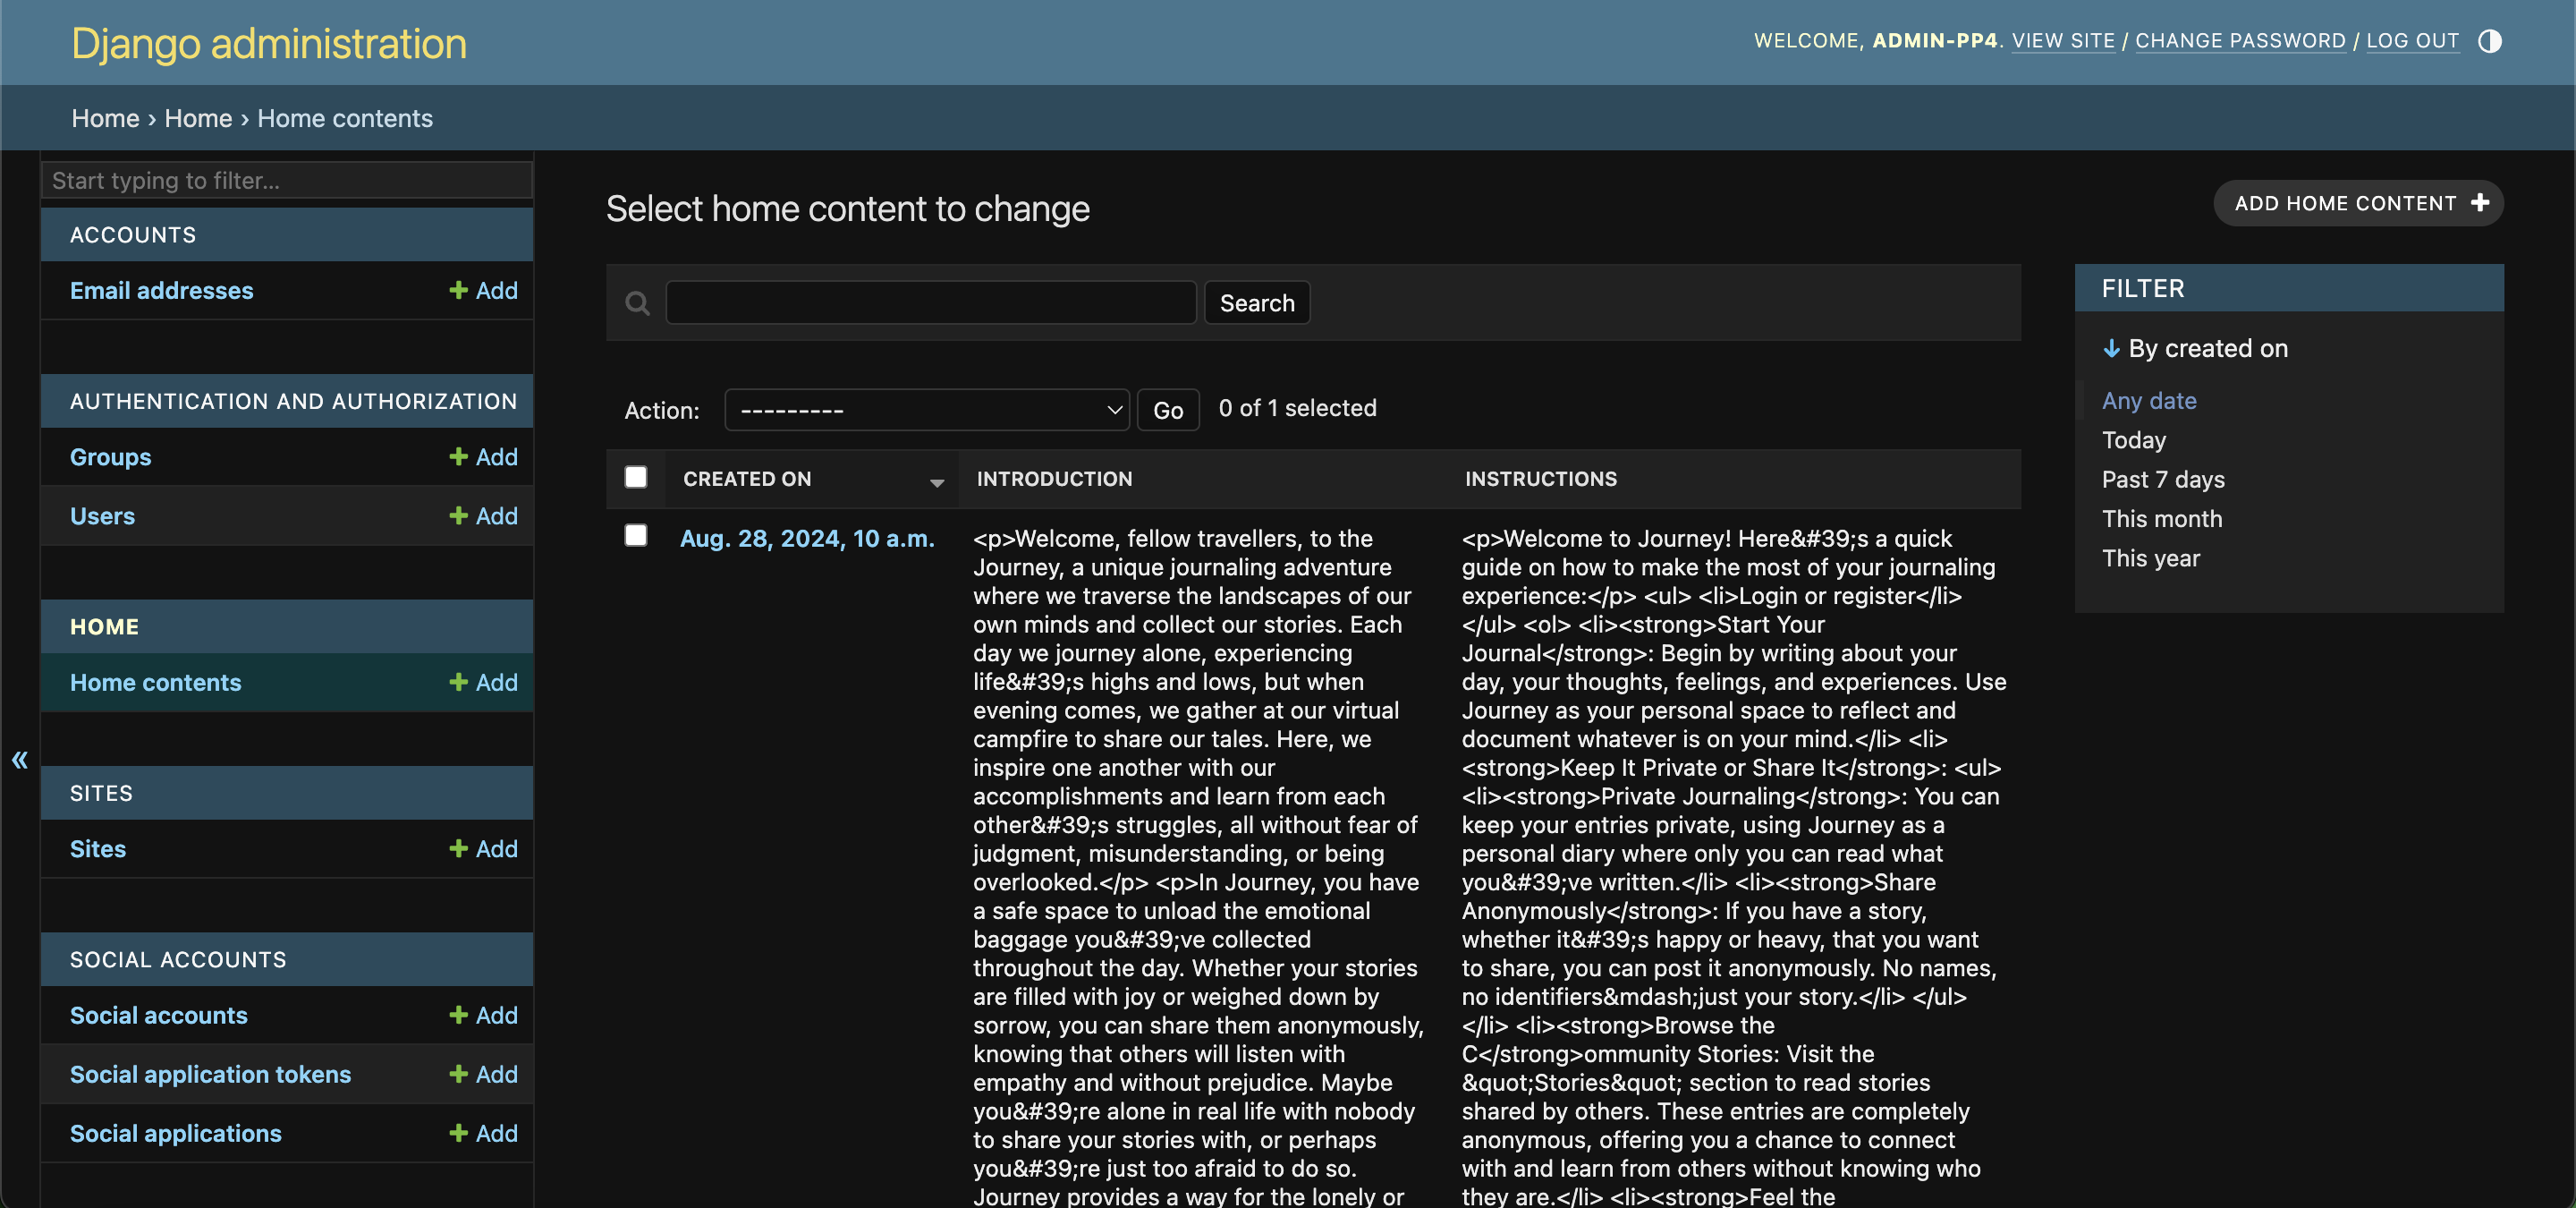 Django administration
WELCOME, ADMIN-PP4. VIEW SITE / CHANGE PASSWORD / LOG OUT
Home › Home › Home contents
Start typing to filter...
ACCOUNTS
Email addresses
Add
AUTHENTICATION AND AUTHORIZATION
Groups
Add
Users
Add
HOME
Home contents
Add
«
SITES
Sites
Add
SOCIAL ACCOUNTS
Social accounts
Add
Social application tokens
Add
Social applications
Add
Select home content to change
ADD HOME CONTENT
Search
Action:
---------
Go
0 of 1 selected
CREATED ON
INTRODUCTION
INSTRUCTIONS
Aug. 28, 2024, 10 a.m.
<p>Welcome, fellow travellers, to the
Journey, a unique journaling adventure
where we traverse the landscapes of our
own minds and collect our stories. Each
day we journey alone, experiencing
life&#39;s highs and lows, but when
evening comes, we gather at our virtual
campfire to share our tales. Here, we
inspire one another with our
accomplishments and learn from each
other&#39;s struggles, all without fear of
judgment, misunderstanding, or being
overlooked.</p> <p>In Journey, you have
a safe space to unload the emotional
baggage you&#39;ve collected
throughout the day. Whether your stories
are filled with joy or weighed down by
sorrow, you can share them anonymously,
knowing that others will listen with
empathy and without prejudice. Maybe
you&#39;re alone in real life with nobody
to share your stories with, or perhaps
you&#39;re just too afraid to do so.
Journey provides a way for the lonely or
<p>Welcome to Journey! Here&#39;s a quick
guide on how to make the most of your journaling
experience:</p> <ul> <li>Login or register</li>
</ul> <ol> <li><strong>Start Your
Journal</strong>: Begin by writing about your
day, your thoughts, feelings, and experiences. Use
Journey as your personal space to reflect and
document whatever is on your mind.</li> <li>
<strong>Keep It Private or Share It</strong>: <ul>
<li><strong>Private Journaling</strong>: You can
keep your entries private, using Journey as a
personal diary where only you can read what
you&#39;ve written.</li> <li><strong>Share
Anonymously</strong>: If you have a story,
whether it&#39;s happy or heavy, that you want
to share, you can post it anonymously. No names,
no identifiers&mdash;just your story.</li> </ul>
</li> <li><strong>Browse the
C</strong>ommunity Stories: Visit the
&quot;Stories&quot; section to read stories
shared by others. These entries are completely
anonymous, offering you a chance to connect
with and learn from others without knowing who
they are.</li> <li><strong>Feel the
FILTER
By created on
Any date
Today
Past 7 days
This month
This year